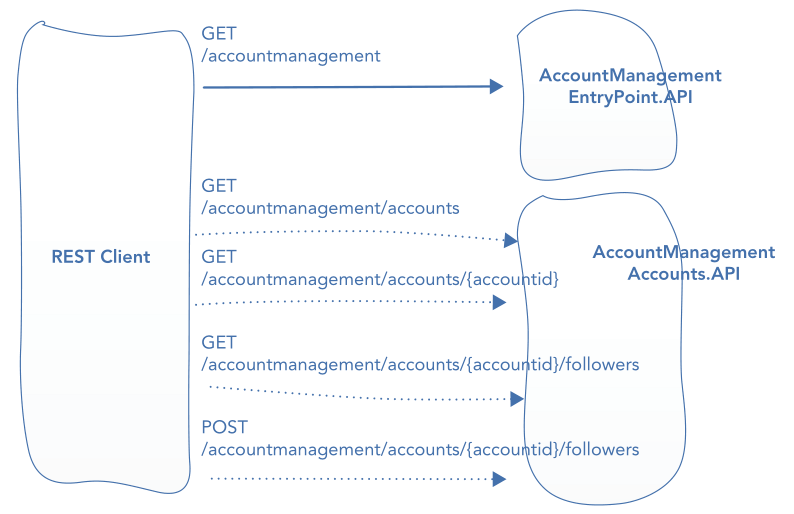 GET
/accountmanagement
AccountManagement
EntryPoint.API
GET
/accountmanagement/accounts
REST Client
GET
/accountmanagement/accounts/{accountid}
AccountManagement
Accounts.API
GET
/accountmanagement/accounts/{accountid}/followers
POST
/accountmanagement/accounts/{accountid}/followers